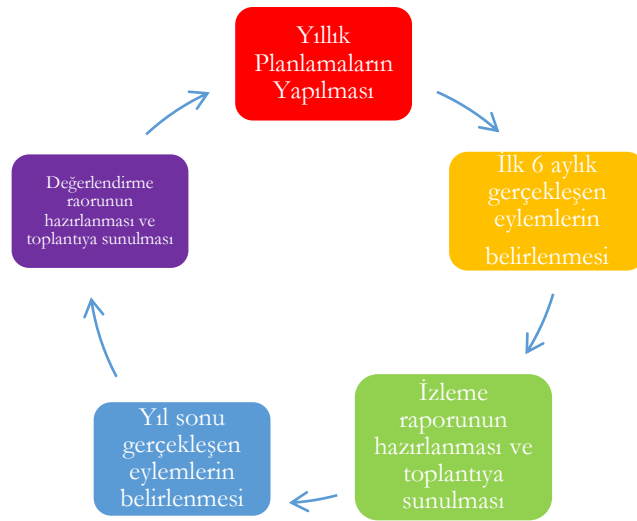 Yıllık
Planlamaların
Yapılması
İlk 6 aylık
gerçekleşen
eylemlerin
belirlenmesi
İzleme
raporunun
hazırlanması ve
toplantıya
sunulması
Yıl sonu
gerçekleşen
eylemlerin
belirlenmesi
Değerlendirme
raorunun
hazırlanması ve
toplantıya sunulması